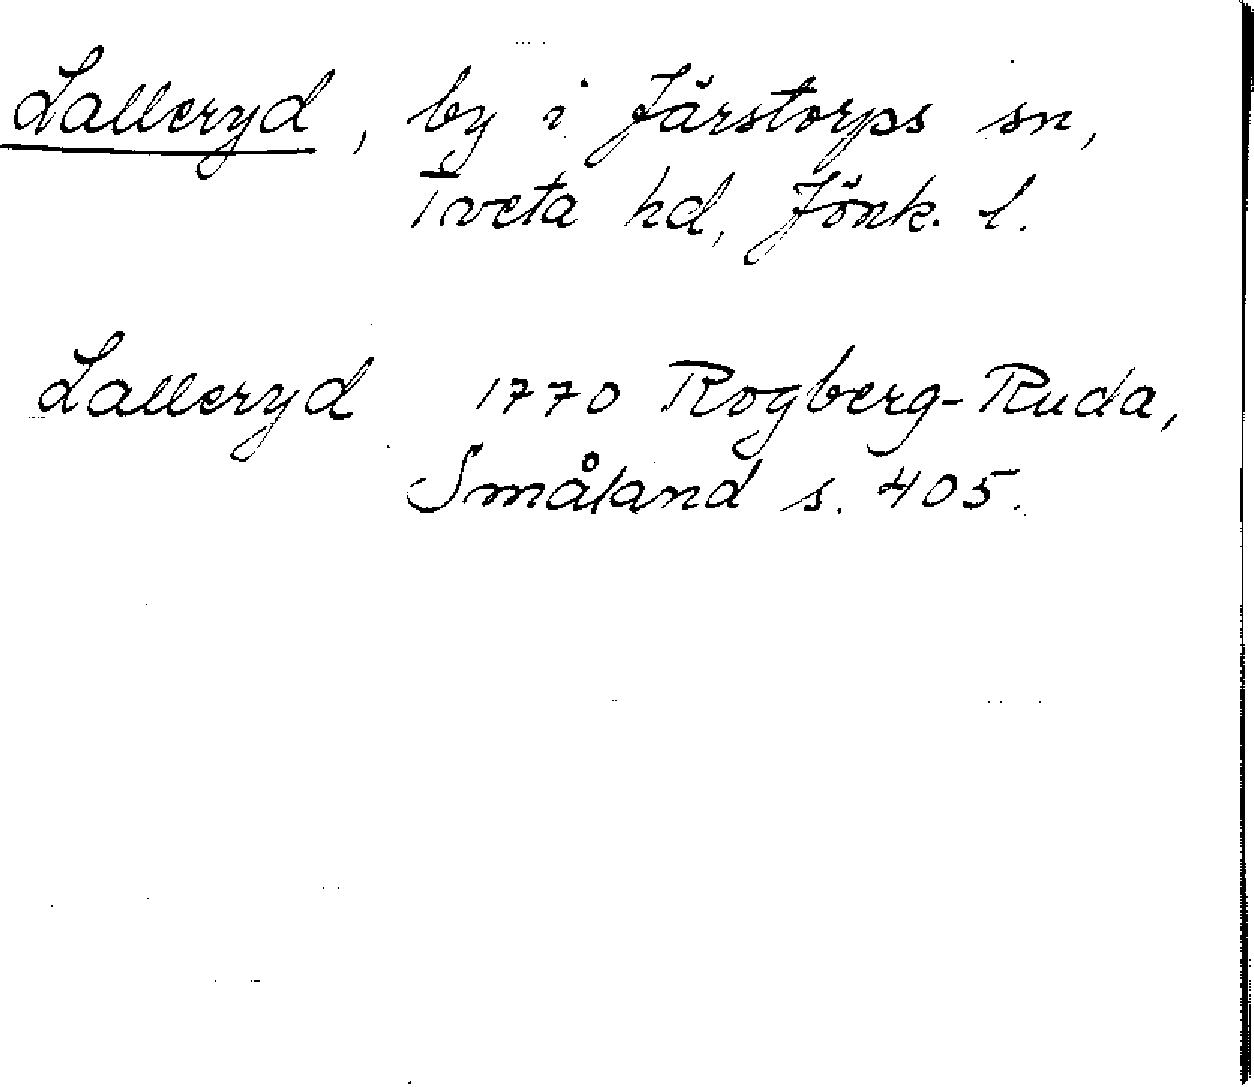 Lalleryd, by i Järstorps sn,
Tveta hd, Jönk. l.
Lalleryd 1770 Rogberg-Ruda,
Småland s. 405.